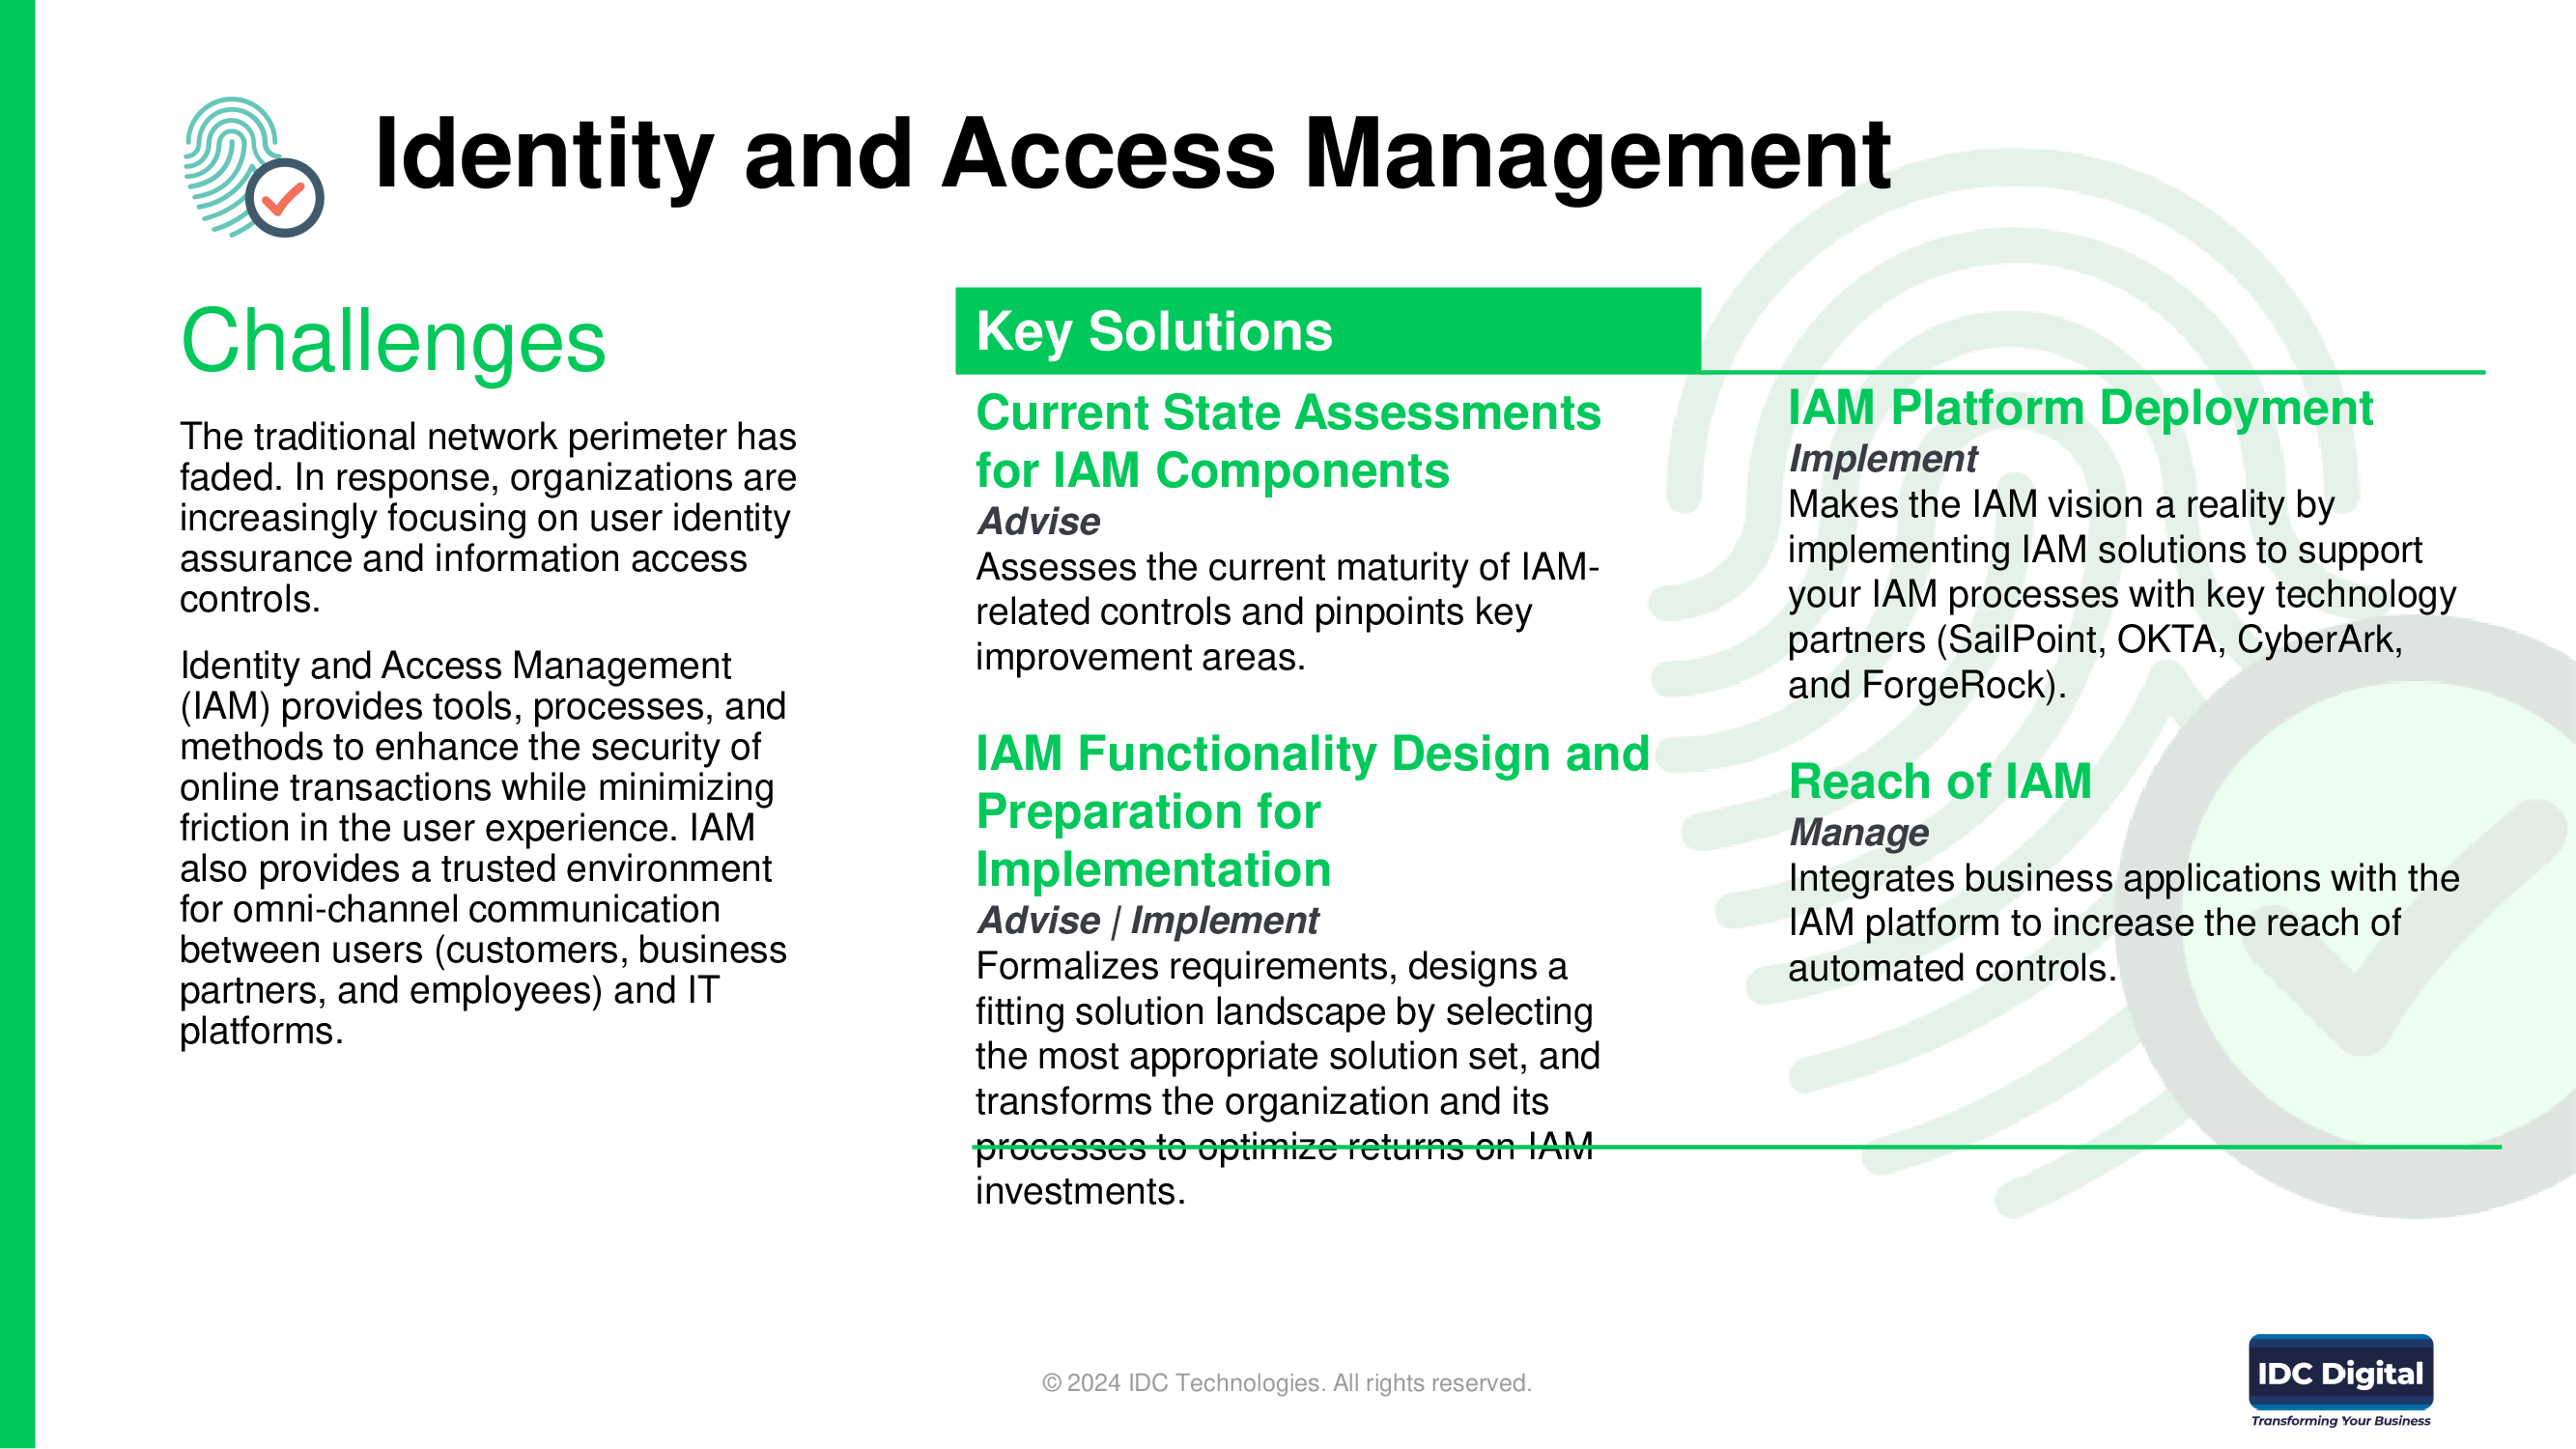 Identity and Access Management
Challenges
The traditional network perimeter has
faded. In response, organizations are
increasingly focusing on user identity
assurance and information access
controls.
Identity and Access Management
(IAM) provides tools, processes, and
methods to enhance the security of
online transactions while minimizing
friction in the user experience. IAM
also provides a trusted environment
for omni-channel communication
between users (customers, business
partners, and employees) and IT
platforms.
Key Solutions
Current State Assessments
for IAM Components
Advise
Assesses the current maturity of IAM-
related controls and pinpoints key
improvement areas.
IAM Functionality Design and
Preparation for
Implementation
Advise | Implement
Formalizes requirements, designs a
fitting solution landscape by selecting
the most appropriate solution set, and
transforms the organization and its
processes to optimize returns on IAM
investments.
IAM Platform Deployment
Implement
Makes the IAM vision a reality by
implementing IAM solutions to support
your IAM processes with key technology
partners (SailPoint, OKTA, CyberArk,
and ForgeRock).
Reach of IAM
Manage
Integrates business applications with the
IAM platform to increase the reach of
automated controls.
© 2024 IDC Technologies. All rights reserved.
IDC Digital
Transforming Your Business